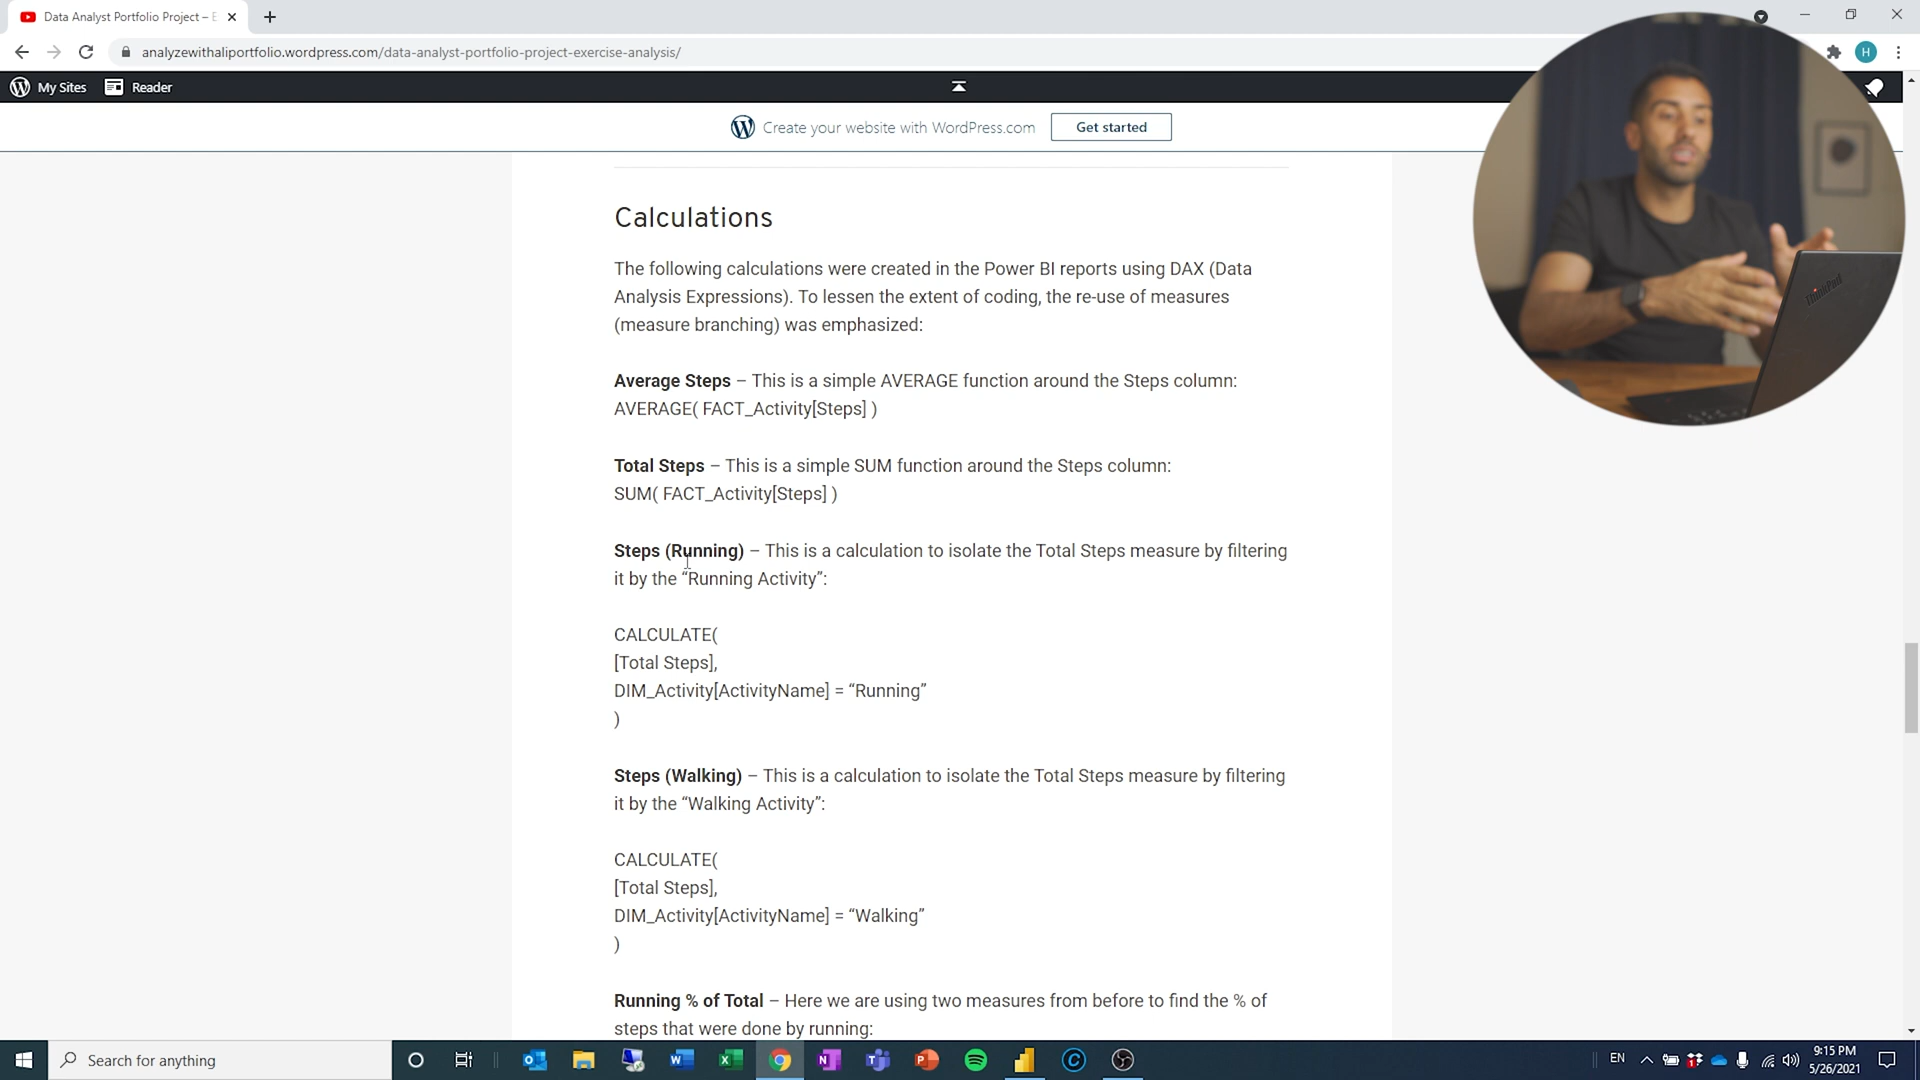 Data Analyst Portfolio Project – E
analyzewithaliportfolio.wordpress.com/data-analyst-portfolio-project-exercise-analysis/
H
My Sites
Reader
Create your website with WordPress.com
Get started
Calculations
The following calculations were created in the Power BI reports using DAX (Data
Analysis Expressions). To lessen the extent of coding, the re-use of measures
(measure branching) was emphasized:
Average Steps – This is a simple AVERAGE function around the Steps column:
AVERAGE( FACT_Activity[Steps] )
Total Steps – This is a simple SUM function around the Steps column:
SUM( FACT_Activity[Steps] )
Steps (Running) – This is a calculation to isolate the Total Steps measure by filtering
it by the “Running Activity”:
CALCULATE(
[Total Steps],
DIM_Activity[ActivityName] = “Running”
)
Steps (Walking) – This is a calculation to isolate the Total Steps measure by filtering
it by the “Walking Activity”:
CALCULATE(
[Total Steps],
DIM_Activity[ActivityName] = “Walking”
)
Running % of Total – Here we are using two measures from before to find the % of
steps that were done by running:
ThinkPad
Search for anything
EN
9:15 PM
5/26/2021